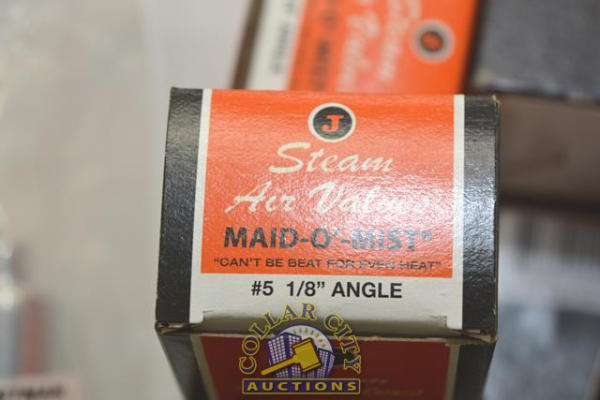 J
Steam
Air Valves
MAID-O'-MIST®
"CAN'T BE BEAT FOR EVEN HEAT"
#5 1/8" ANGLE
COLLAR CITY
AUCTIONS